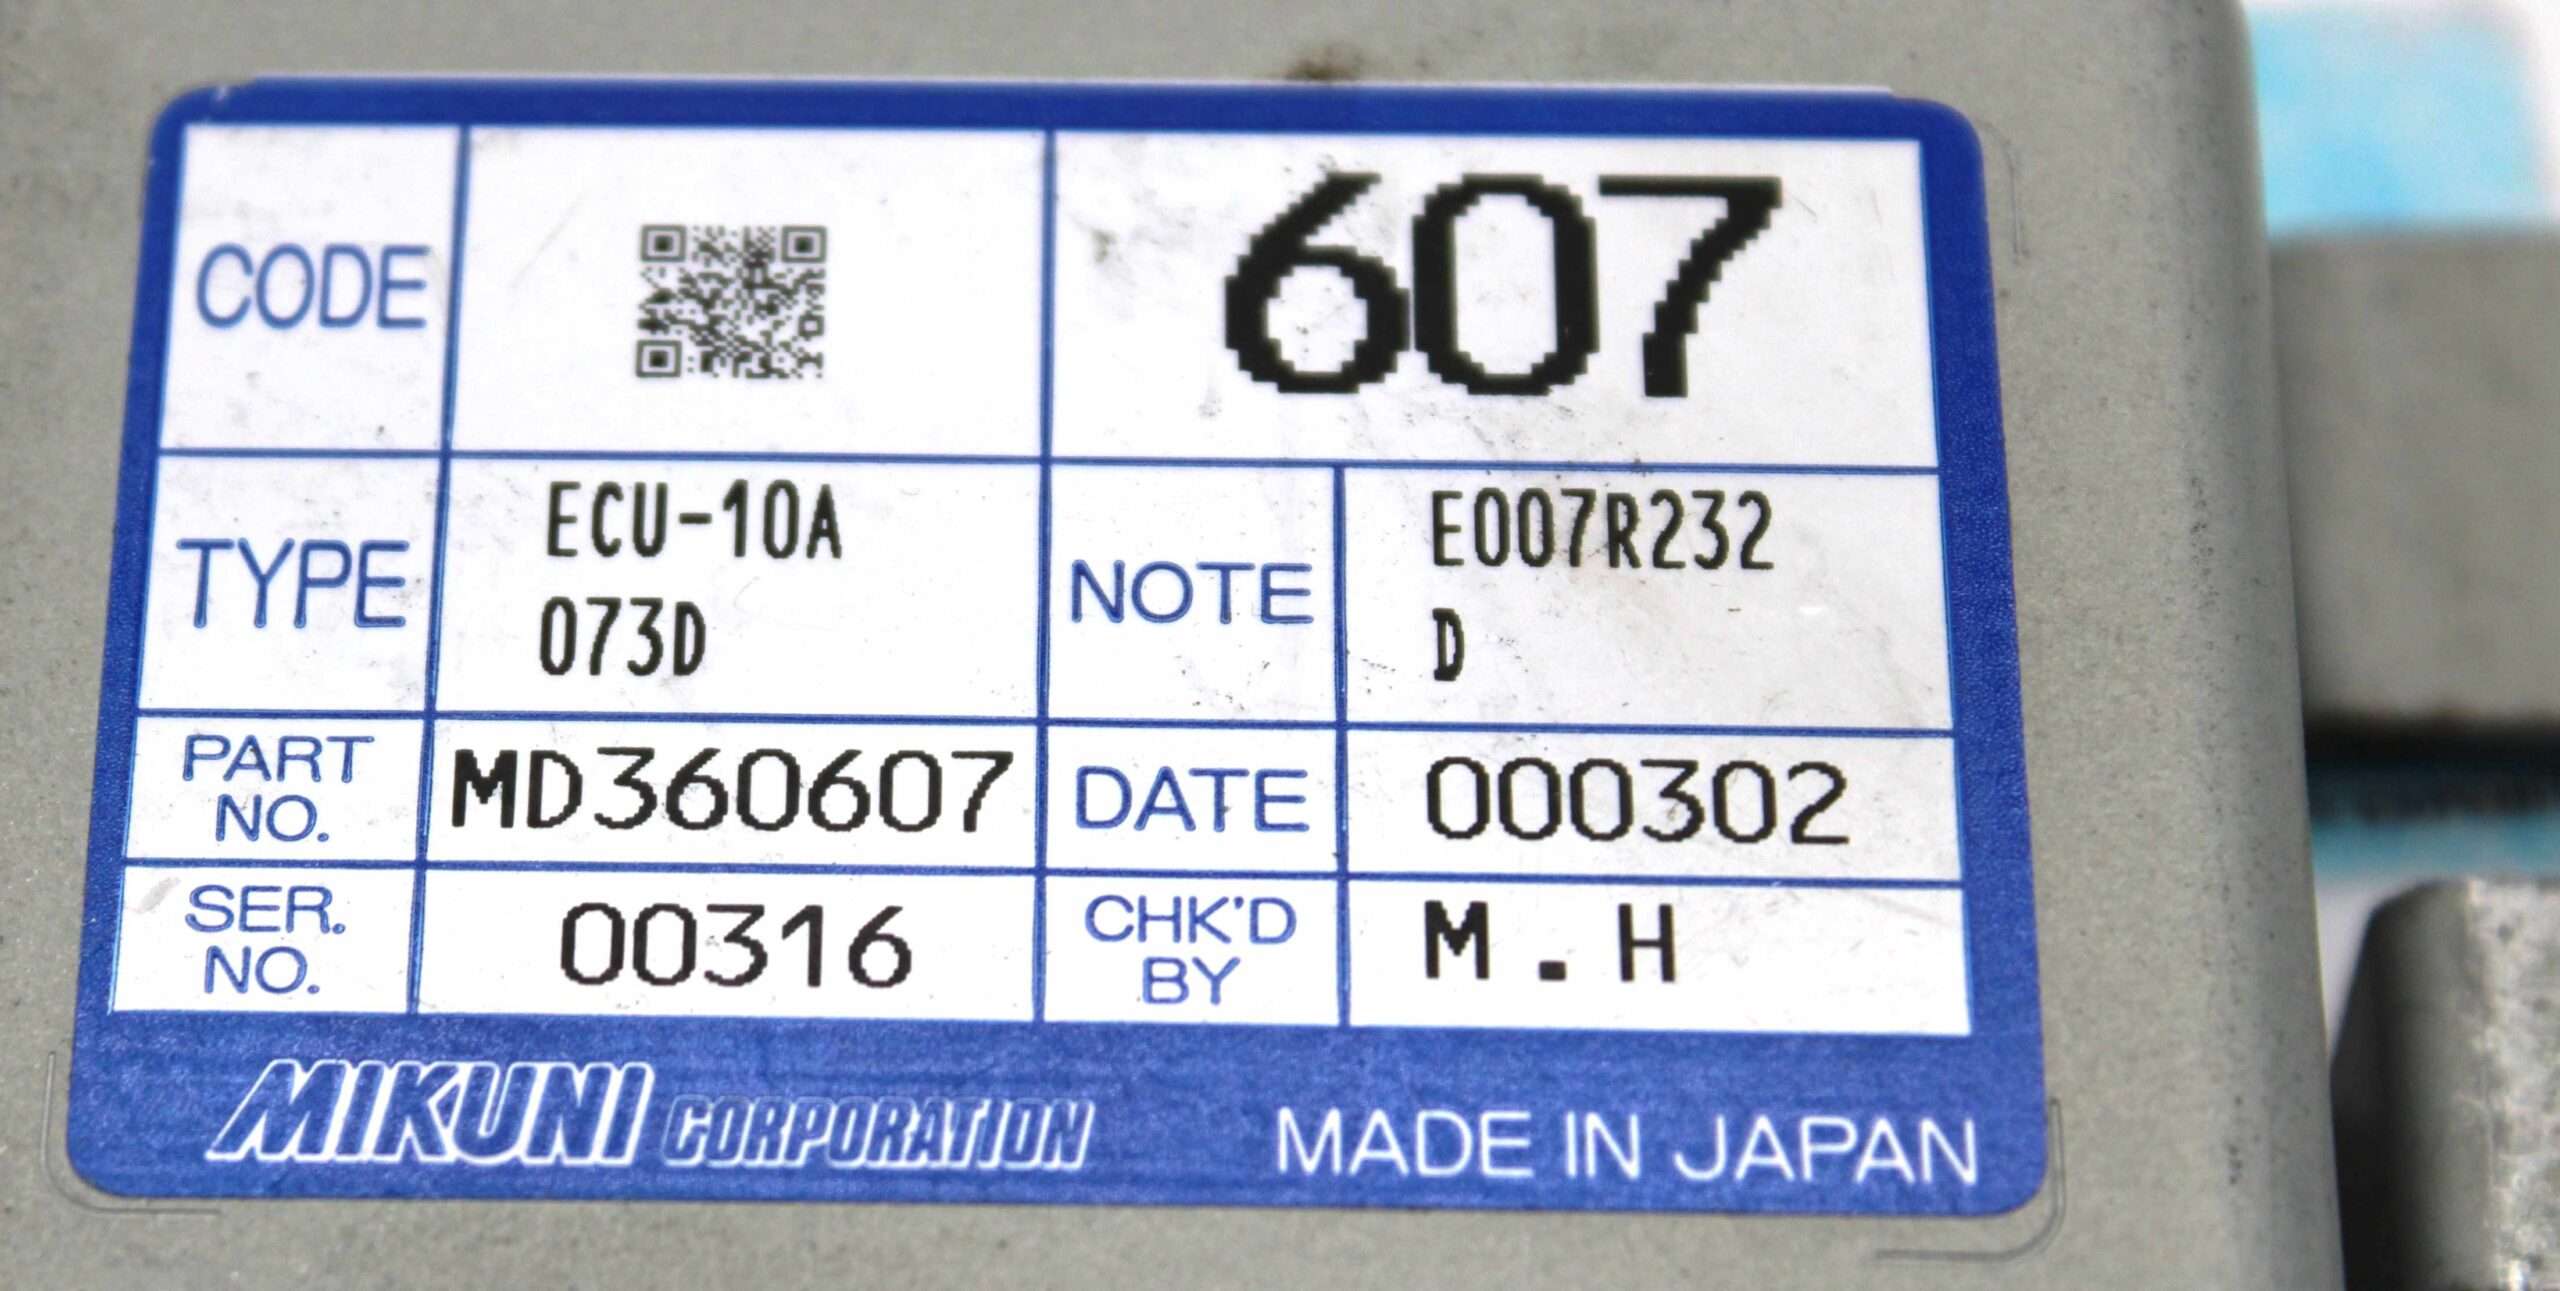 CODE 607
TYPE ECU-10A NOTE E007R232
073D D
PART NO. MD360607 DATE 000302
SER. NO. 00316 CHK'D BY M.H
MIKUNI CORPORATION MADE IN JAPAN